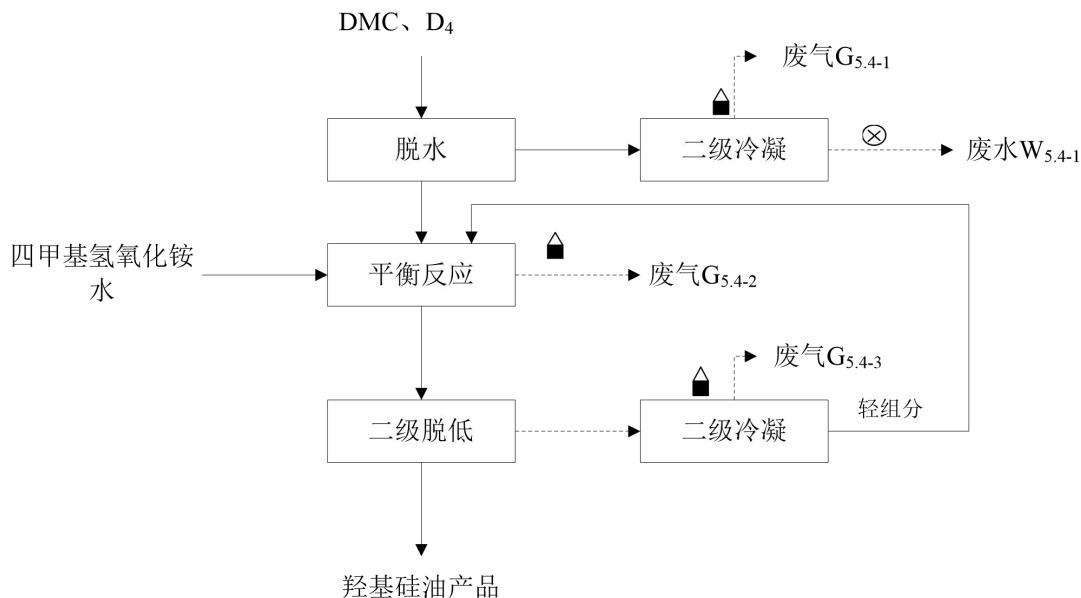 DMC、D4
废气G5.4-1
脱水
二级冷凝
废水W5.4-1
四甲基氢氧化铵
水
平衡反应
废气G5.4-2
废气G5.4-3
二级脱低
二级冷凝
轻组分
羟基硅油产品